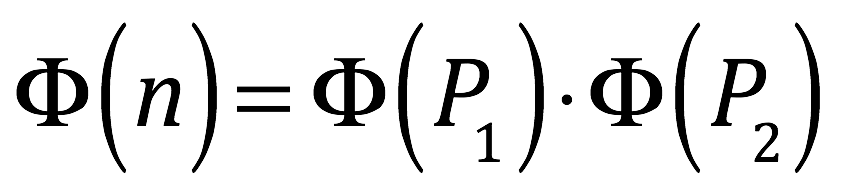 Φ(n) = Φ(P₁) · Φ(P₂)